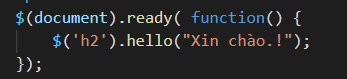 $(document).ready( function() {
    $('h2').hello("Xin chào.!");
});